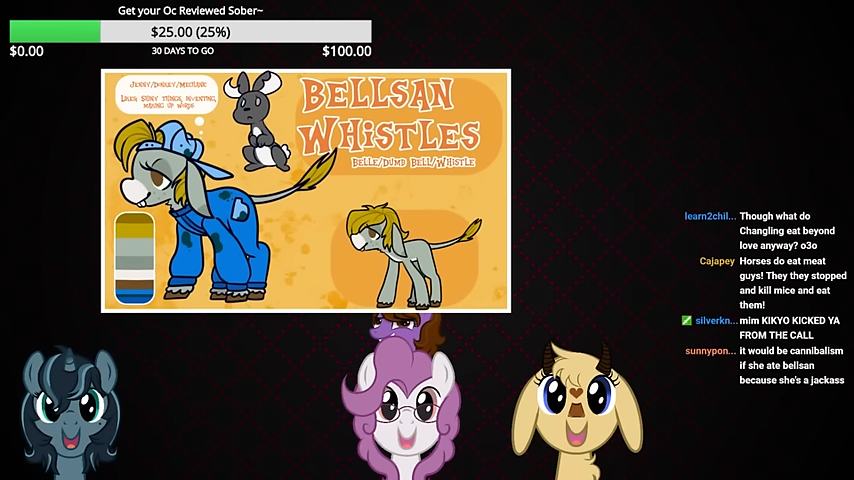 Get your Oc Reviewed Sober~
$25.00 (25%)
$0.00
30 DAYS TO GO
$100.00
JENNY/DONKEY/MECHANIC
LIKES: SHINY THINGS, INVENTING,
MAKING UP WORDS
BELLSAN
WHiSTLES
BELLE/DUMB BELL/WHISTLE
learn2chil... Though what do
Changling eat beyond
love anyway? o3o
Cajapey Horses do eat meat
guys! They they stopped
and kill mice and eat
them!
silverkn... mim KIKYO KICKED YA
FROM THE CALL
sunnypon... it would be cannibalism
if she ate bellsan
because she's a jackass